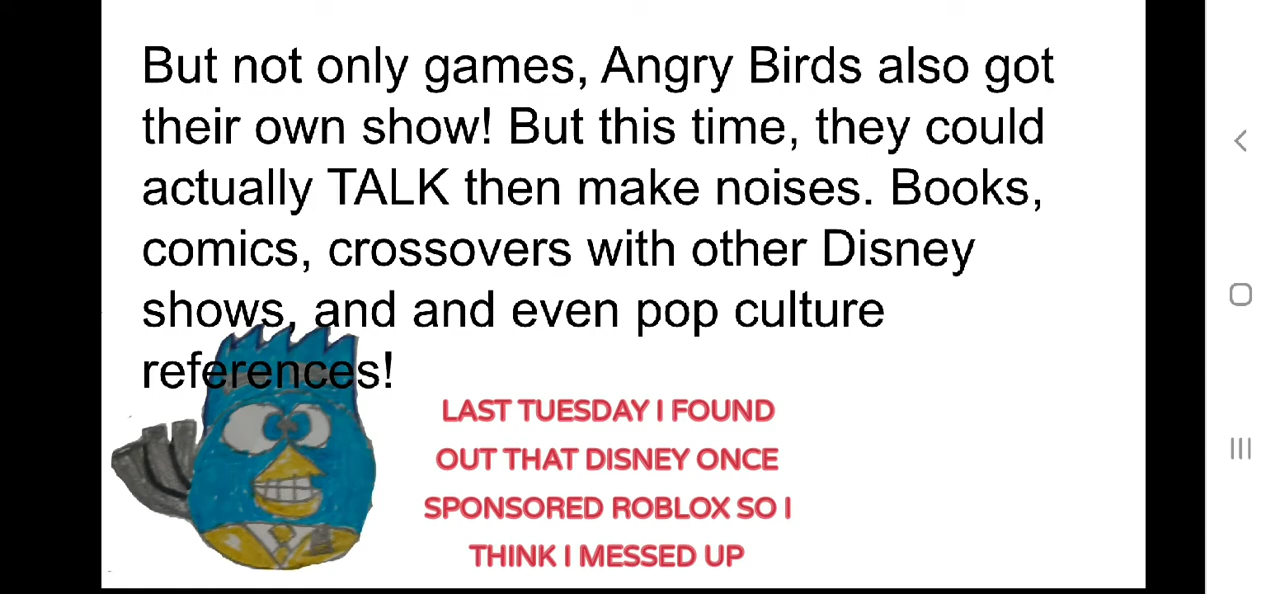 But not only games, Angry Birds also got
their own show! But this time, they could
actually TALK then make noises. Books,
comics, crossovers with other Disney
shows, and and even pop culture
references!
LAST TUESDAY I FOUND
OUT THAT DISNEY ONCE
SPONSORED ROBLOX SO I
THINK I MESSED UP